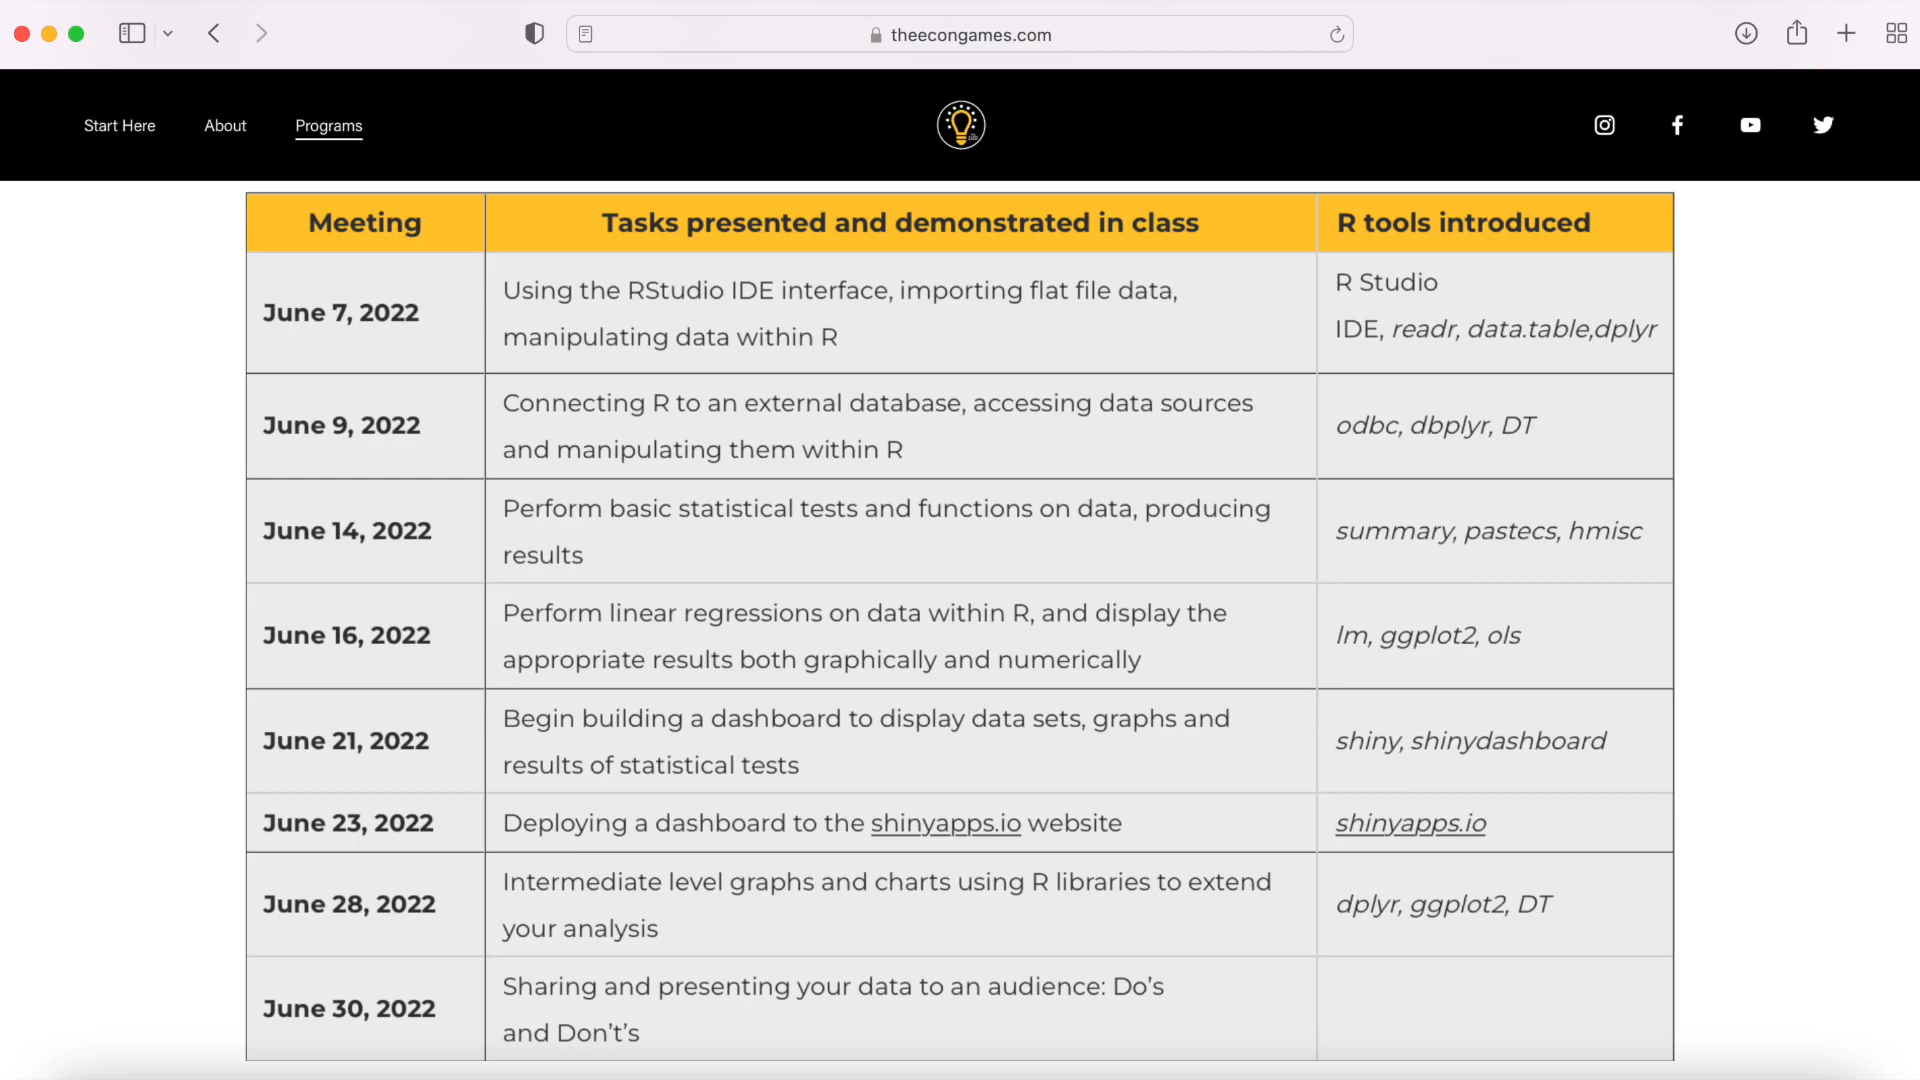 theecongames.com
Start Here
About
Programs
Meeting
Tasks presented and demonstrated in class
R tools introduced
June 7, 2022
Using the RStudio IDE interface, importing flat file data,
manipulating data within R
R Studio
IDE, readr, data.table,dplyr
June 9, 2022
Connecting R to an external database, accessing data sources
and manipulating them within R
odbc, dbplyr, DT
June 14, 2022
Perform basic statistical tests and functions on data, producing
results
summary, pastecs, hmisc
June 16, 2022
Perform linear regressions on data within R, and display the
appropriate results both graphically and numerically
lm, ggplot2, ols
June 21, 2022
Begin building a dashboard to display data sets, graphs and
results of statistical tests
shiny, shinydashboard
June 23, 2022
Deploying a dashboard to the shinyapps.io website
shinyapps.io
June 28, 2022
Intermediate level graphs and charts using R libraries to extend
your analysis
dplyr, ggplot2, DT
June 30, 2022
Sharing and presenting your data to an audience: Do’s
and Don’t’s